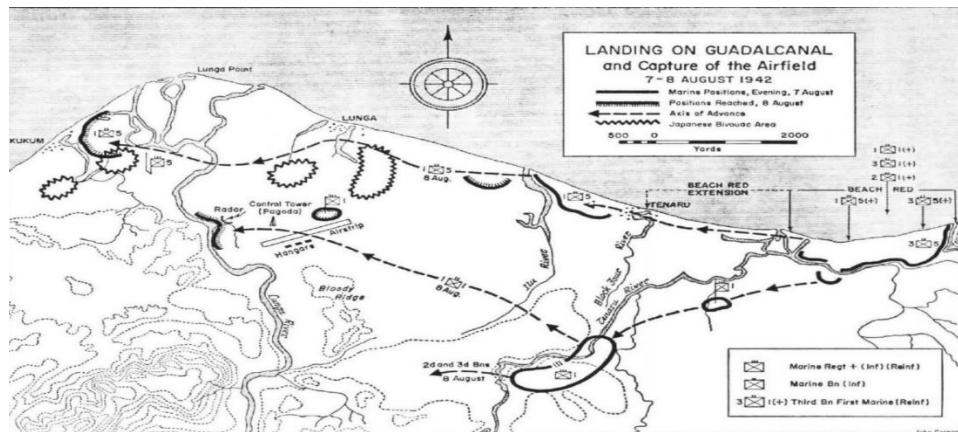 LANDING ON GUADALCANAL
and Capture of the Airfield
7-8 AUGUST 1942
Marine Positions, Evening, 7 August
Positions Reached, 8 August
Axis of Advance
Japanese Bivouac Area
500 0 2000
Yards
Lunga Point
KUKUM
1 5
5
LUNGA
1 5
8 Aug.
1 5
TENARU
BEACH RED
EXTENSION
1 1(+)
3 1(+)
2 1(+)
BEACH RED
1 5(+)
3 5(+)
3 5
Radar
Control Tower
(Pagoda)
1
Airstrip
Hangars
Bloody
Ridge
Lunga River
Ilu River
1
8 Aug.
Tenaru River
1
2d and 3d Bns
8 August
1
Marine Regt + (Inf) (Reinf)
Marine Bn (Inf)
3 1(+) Third Bn First Marine (Reinf)